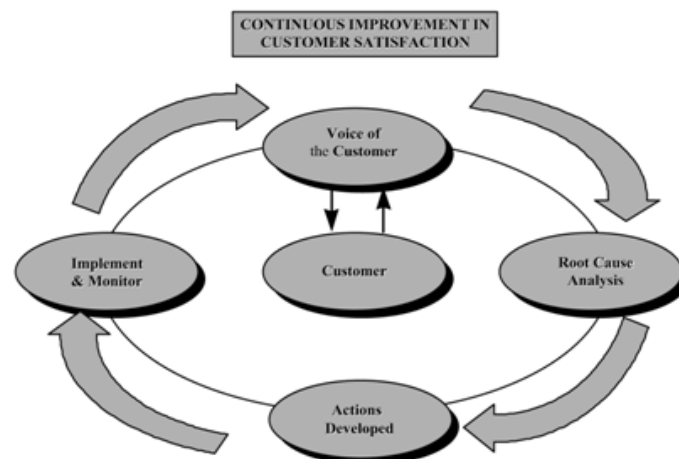 CONTINUOUS IMPROVEMENT IN
CUSTOMER SATISFACTION
Voice of
the Customer
Implement
& Monitor
Customer
Root Cause
Analysis
Actions
Developed